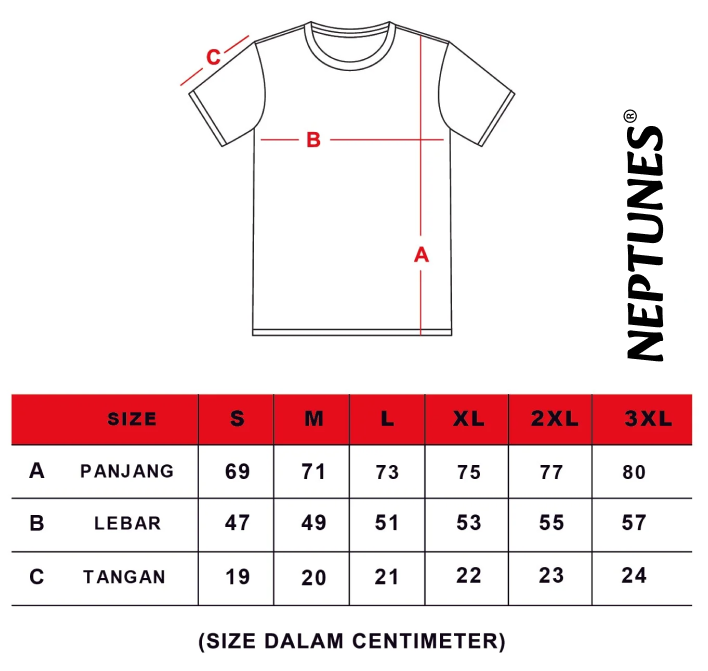 C
B
A
NEPTUNES®
SIZE S M L XL 2XL 3XL
A PANJANG 69 71 73 75 77 80
B LEBAR 47 49 51 53 55 57
C TANGAN 19 20 21 22 23 24
(SIZE DALAM CENTIMETER)